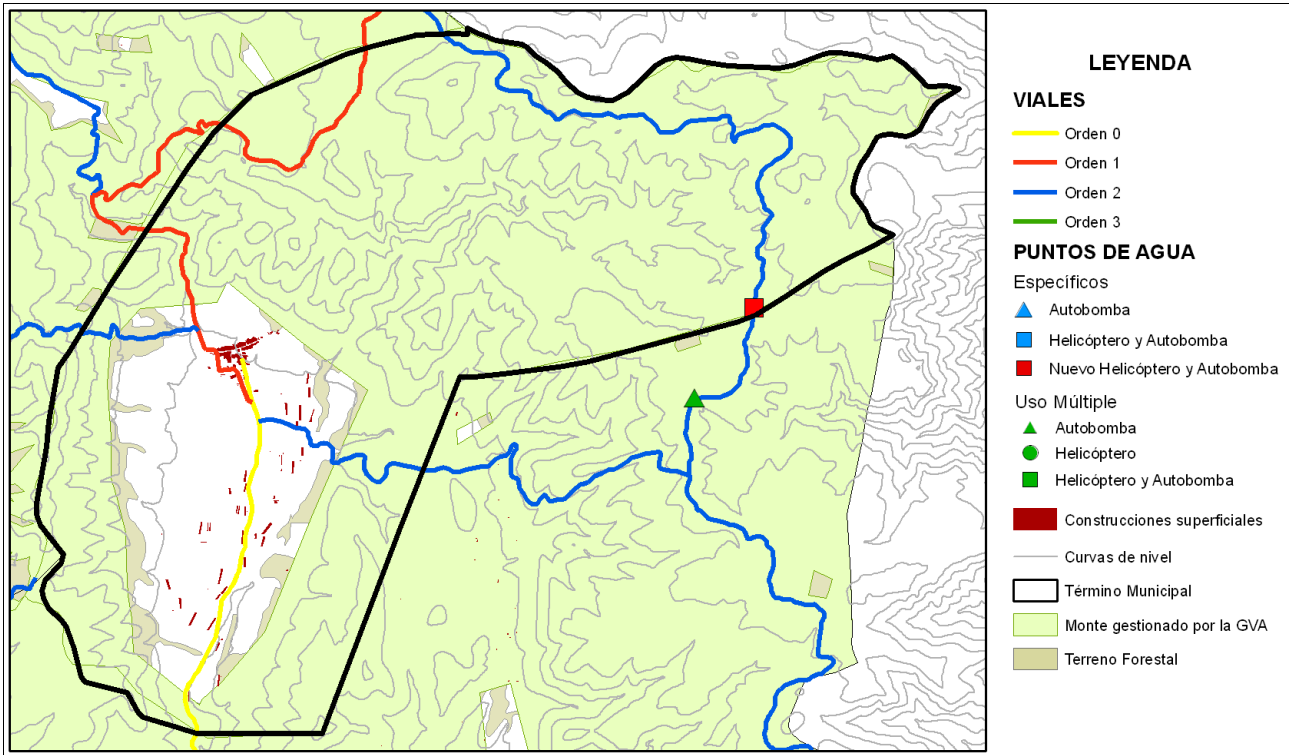 LEYENDA
VIALES
Orden 0
Orden 1
Orden 2
Orden 3
PUNTOS DE AGUA
Específicos
Autobomba
Helicóptero y Autobomba
Nuevo Helicóptero y Autobomba
Uso Múltiple
Autobomba
Helicóptero
Helicóptero y Autobomba
Construcciones superficiales
Curvas de nivel
Término Municipal
Monte gestionado por la GVA
Terreno Forestal